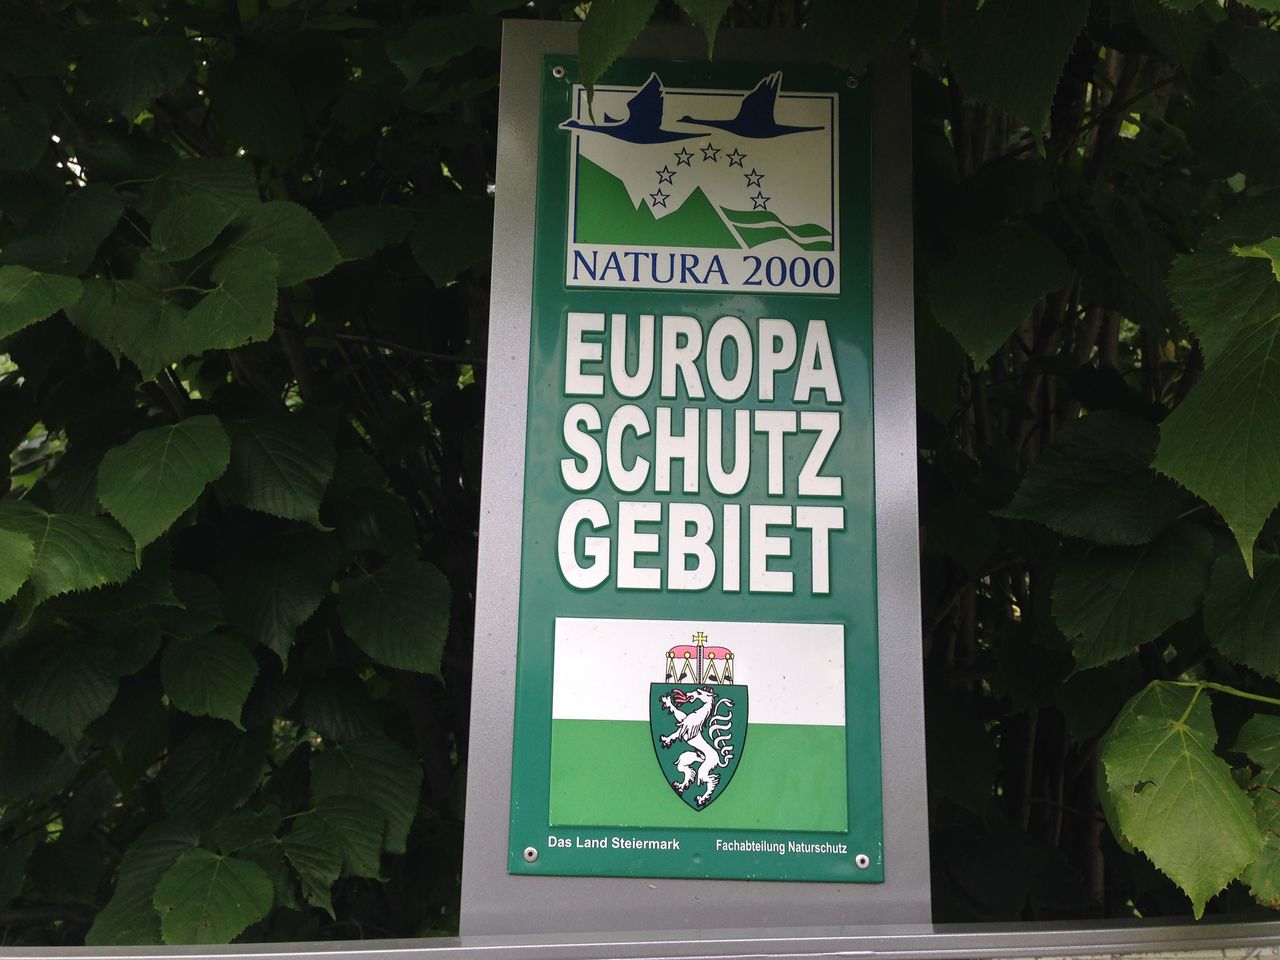 NATURA 2000
EUROPA
SCHUTZ
GEBIET
Das Land Steiermark Fachabteilung Naturschutz